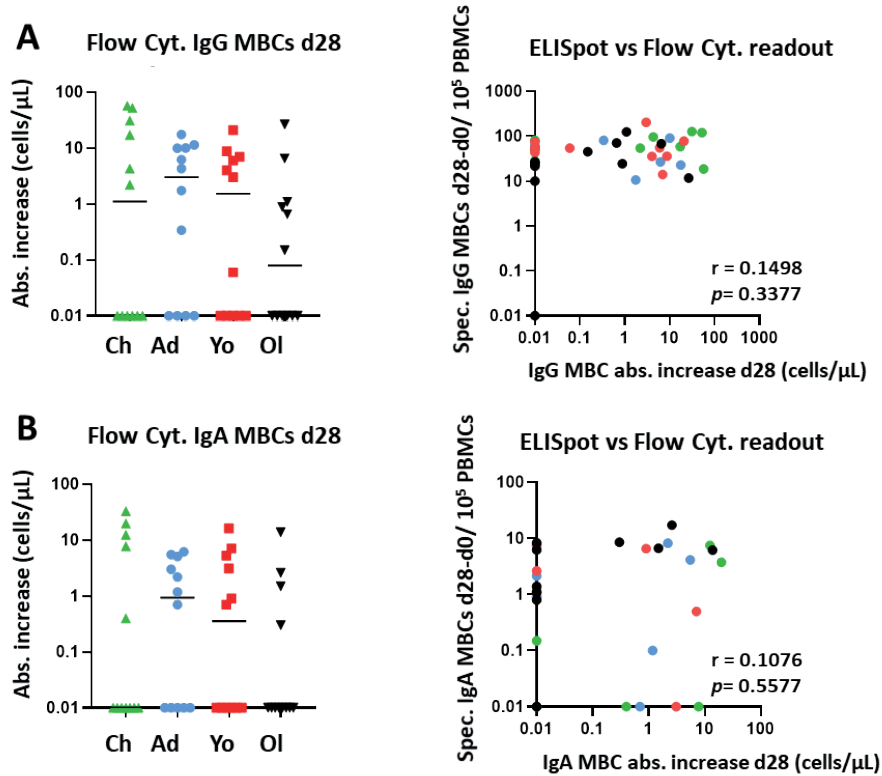 A
Flow Cyt. IgG MBCs d28
Abs. increase (cells/µL)
100
10
1
0.1
0.01
Ch Ad Yo Ol
ELISpot vs Flow Cyt. readout
Spec. IgG MBCs d28-d0/ 10⁵ PBMCs
1000
100
10
1
0.1
0.01
r = 0.1498
p= 0.3377
0.01 0.1 1 10 100 1000
IgG MBC abs. increase d28 (cells/µL)
B
Flow Cyt. IgA MBCs d28
Abs. increase (cells/µL)
100
10
1
0.1
0.01
Ch Ad Yo Ol
ELISpot vs Flow Cyt. readout
Spec. IgA MBCs d28-d0/ 10⁵ PBMCs
100
10
1
0.1
0.01
r = 0.1076
p= 0.5577
0.01 0.1 1 10 100
IgA MBC abs. increase d28 (cells/µL)